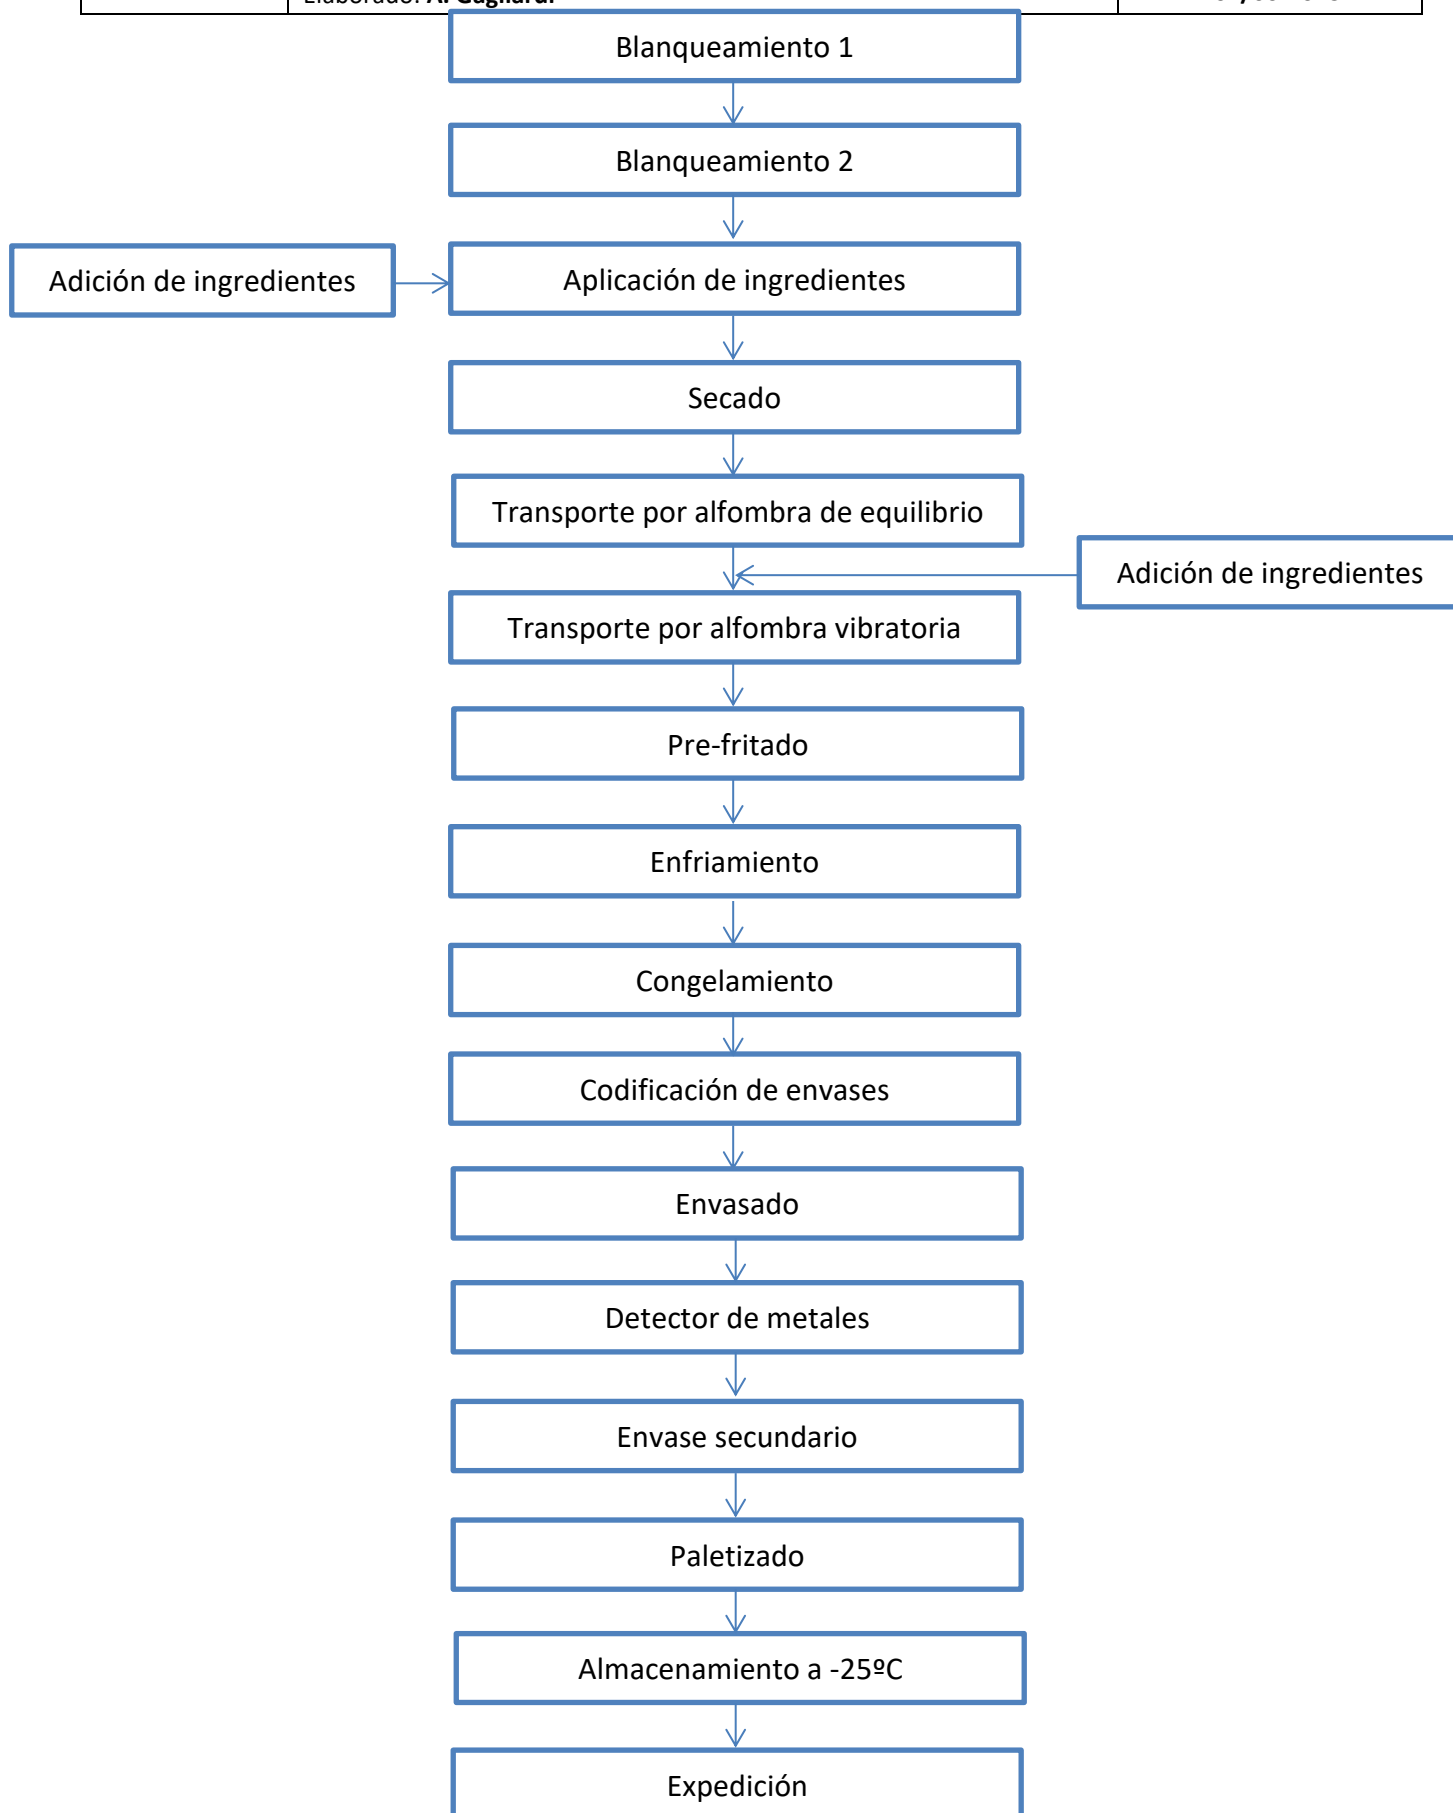 Elaborado: A. Gagliardi
Blanqueamiento 1
Blanqueamiento 2
Adición de ingredientes
Aplicación de ingredientes
Secado
Transporte por alfombra de equilibrio
Adición de ingredientes
Transporte por alfombra vibratoria
Pre-fritado
Enfriamiento
Congelamiento
Codificación de envases
Envasado
Detector de metales
Envase secundario
Paletizado
Almacenamiento a -25ºC
Expedición